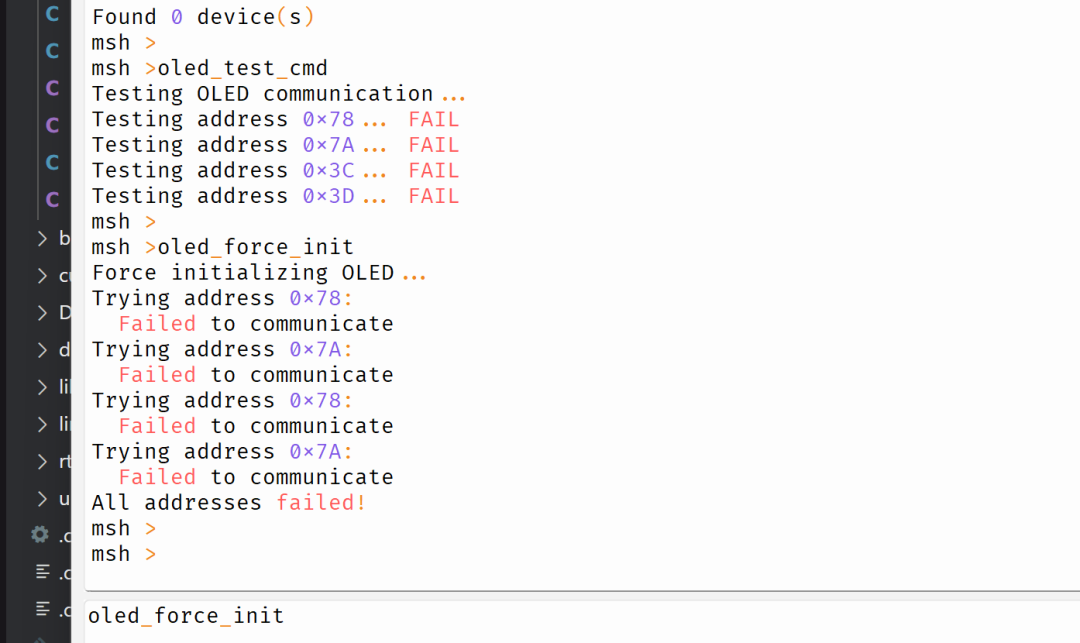 Found 0 device(s)
msh >
msh >oled_test_cmd
Testing OLED communication...
Testing address 0x78... FAIL
Testing address 0x7A... FAIL
Testing address 0x3C... FAIL
Testing address 0x3D... FAIL
msh >
msh >oled_force_init
Force initializing OLED...
Trying address 0x78:
Failed to communicate
Trying address 0x7A:
Failed to communicate
Trying address 0x78:
Failed to communicate
Trying address 0x7A:
Failed to communicate
All addresses failed!
msh >
msh >
oled_force_init
C
C
C
C
C
C